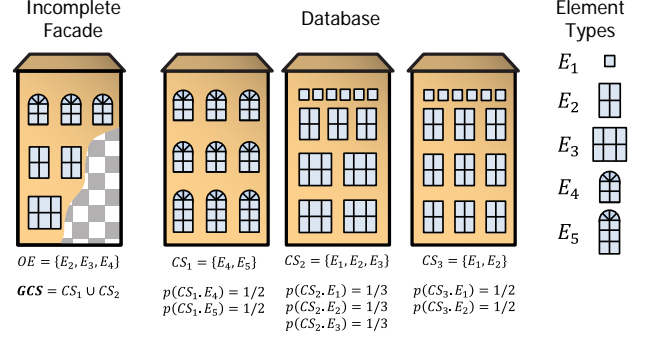 Incomplete
Facade
Database
Element
Types
E₁
E₂
E₃
E₄
E₅
OE = {E₂, E₃, E₄}
GCS = CS₁ ∪ CS₂
CS₁ = {E₄, E₅}
p(CS₁.E₄) = 1/2
p(CS₁.E₅) = 1/2
CS₂ = {E₁, E₂, E₃}
p(CS₂.E₁) = 1/3
p(CS₂.E₂) = 1/3
p(CS₂.E₃) = 1/3
CS₃ = {E₁, E₂}
p(CS₃.E₁) = 1/2
p(CS₃.E₂) = 1/2